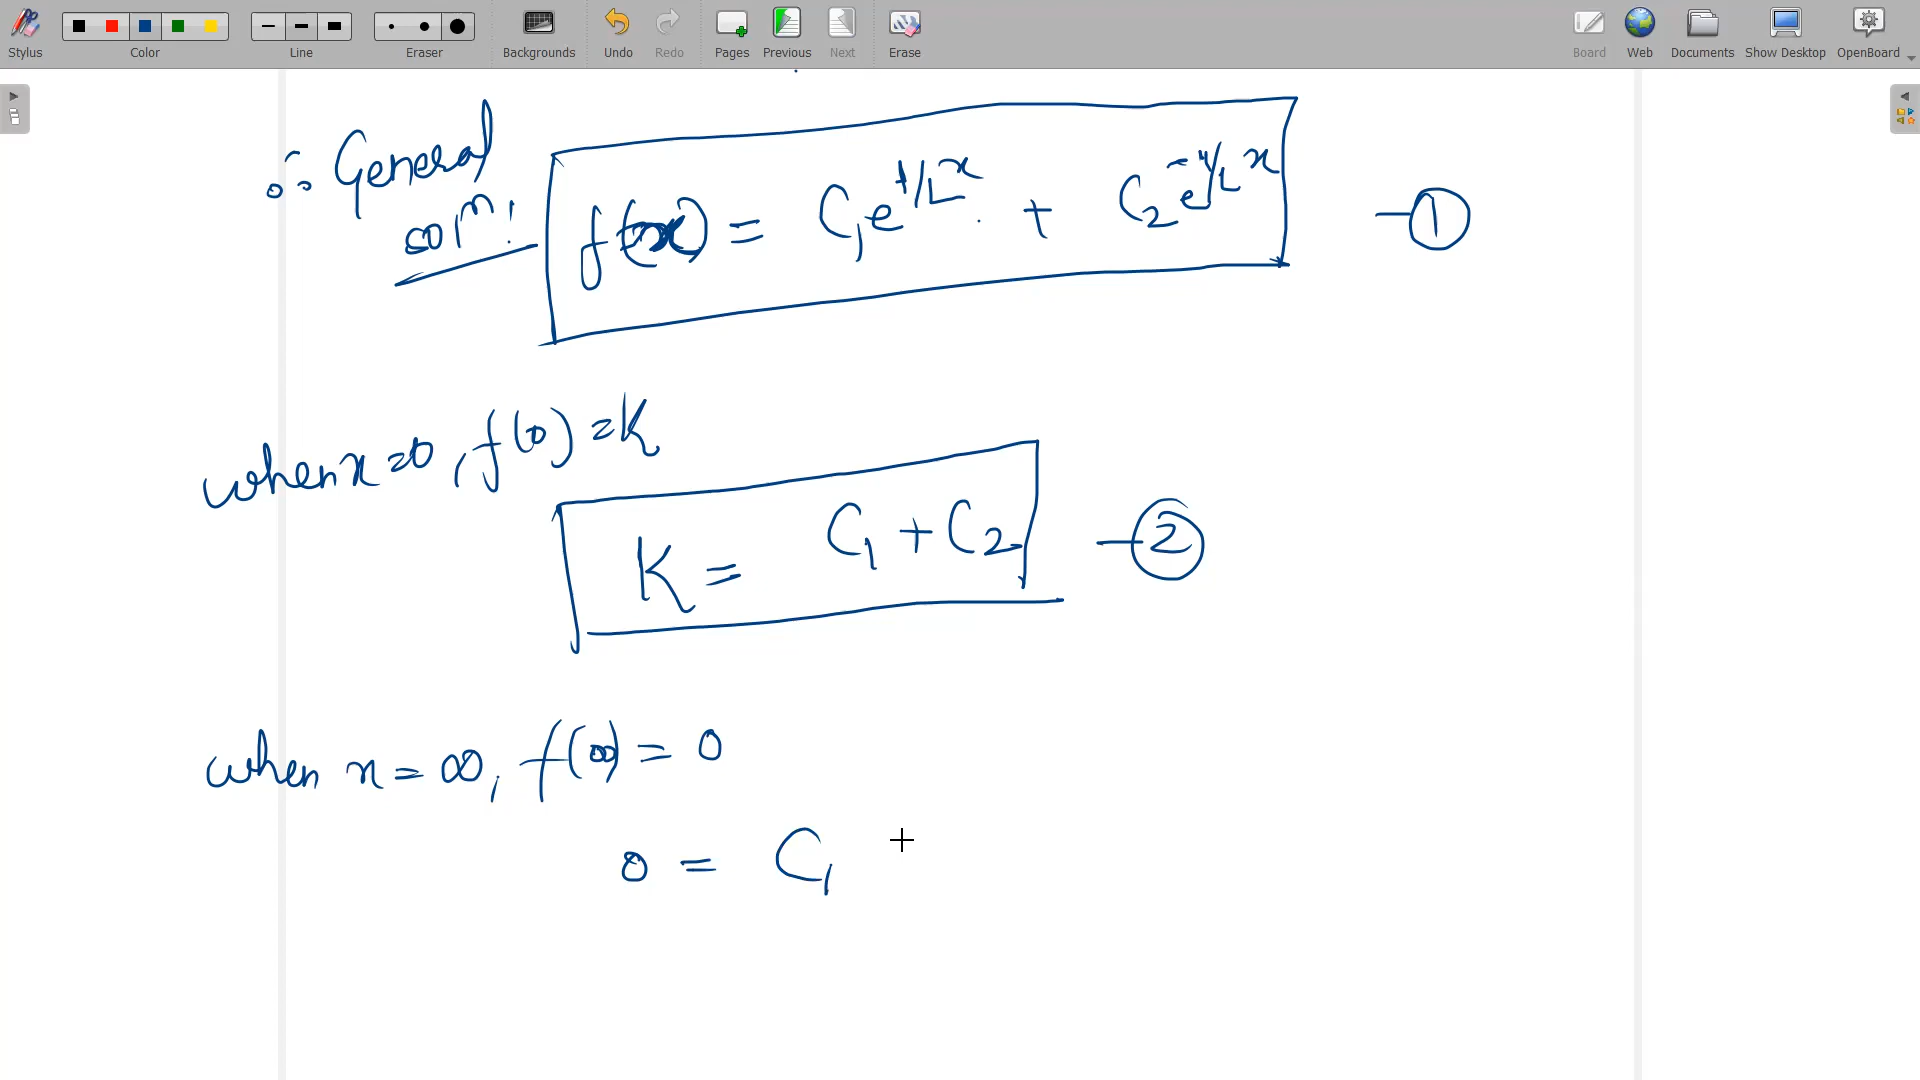 Stylus Color Line Eraser Backgrounds Undo Redo Pages Previous Next Erase Board Web Documents Show Desktop OpenBoard
∴ General
solⁿ:
f(x) = C₁e^{1/L x} + C₂e^{-1/L x} —①
when x=0, f(0)=K
K = C₁+C₂ —②
when x=∞, f(∞) = 0
0 = C₁